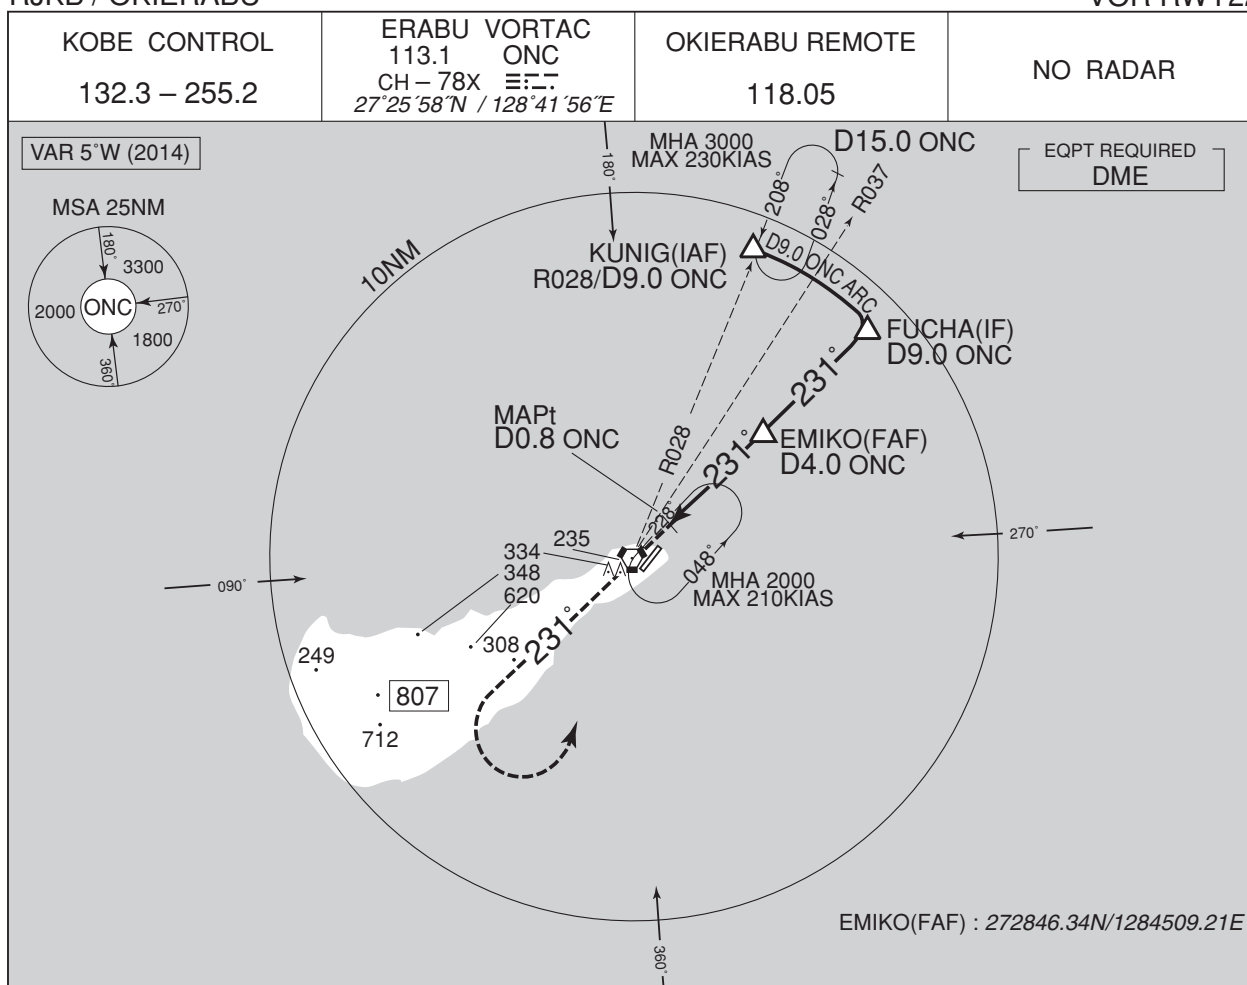 RJKB / OKIERABU
VOR RWY22
KOBE CONTROL
132.3 – 255.2
ERABU VORTAC
113.1 ONC
CH – 78X
27°25´58˝N / 128°41´56˝E
OKIERABU REMOTE
118.05
NO RADAR
VAR 5°W (2014)
EQPT REQUIRED
DME
MSA 25NM
180°
3300
2000
ONC
270°
1800
360°
180°
MHA 3000
MAX 230KIAS
D15.0 ONC
208°
028°
R037
10NM
KUNIG(IAF)
R028/D9.0 ONC
D9.0 ONC ARC
FUCHA(IF)
D9.0 ONC
231°
MAPt
D0.8 ONC
R028
231°
EMIKO(FAF)
D4.0 ONC
228°
270°
235
334
348
620
048°
MHA 2000
MAX 210KIAS
090°
231°
308
249
807
712
EMIKO(FAF) : 272846.34N/1284509.21E
360°